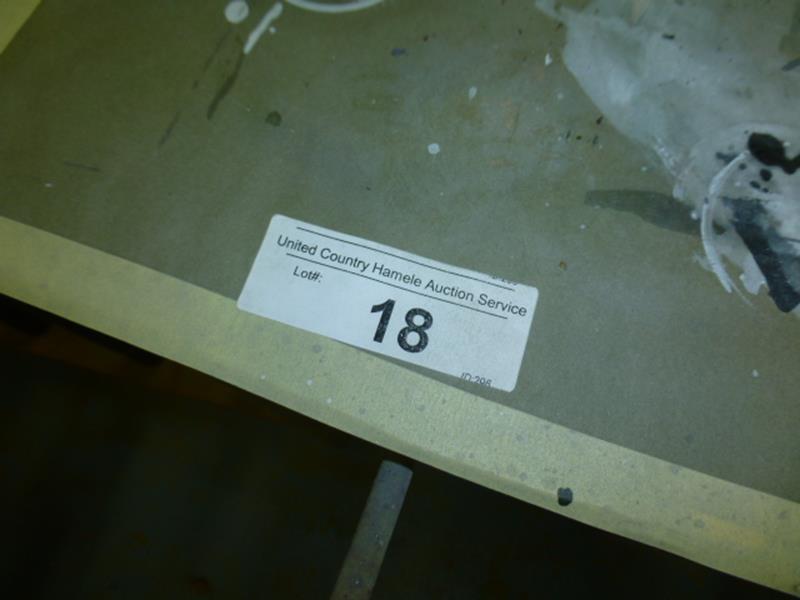 United Country Hamele Auction Service
Lot#:
18
ID:296